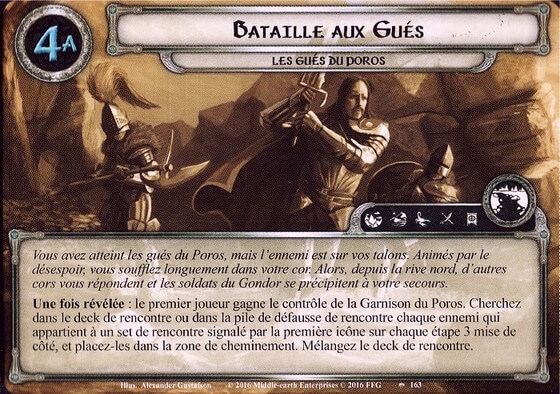 4A
Bataille aux Gués
Les Gués du Poros
Vous avez atteint les gués du Poros, mais l'ennemi est sur vos talons. Animés par le
désespoir, vous soufflez longuement dans votre cor. Alors, depuis la rive nord, d'autres
cors vous répondent et les soldats du Gondor se précipitent à votre secours.
Une fois révélée : le premier joueur gagne le contrôle de la Garnison du Poros. Cherchez
dans le deck de rencontre ou dans la pile de défausse de rencontre chaque ennemi qui
appartient à un set de rencontre signalé par la première icône sur chaque étape 3 mise de
côté, et placez-les dans la zone de cheminement. Mélangez le deck de rencontre.
Illus. Alexander Gustafson © 2016 Middle-earth Enterprises © 2016 FFG 163